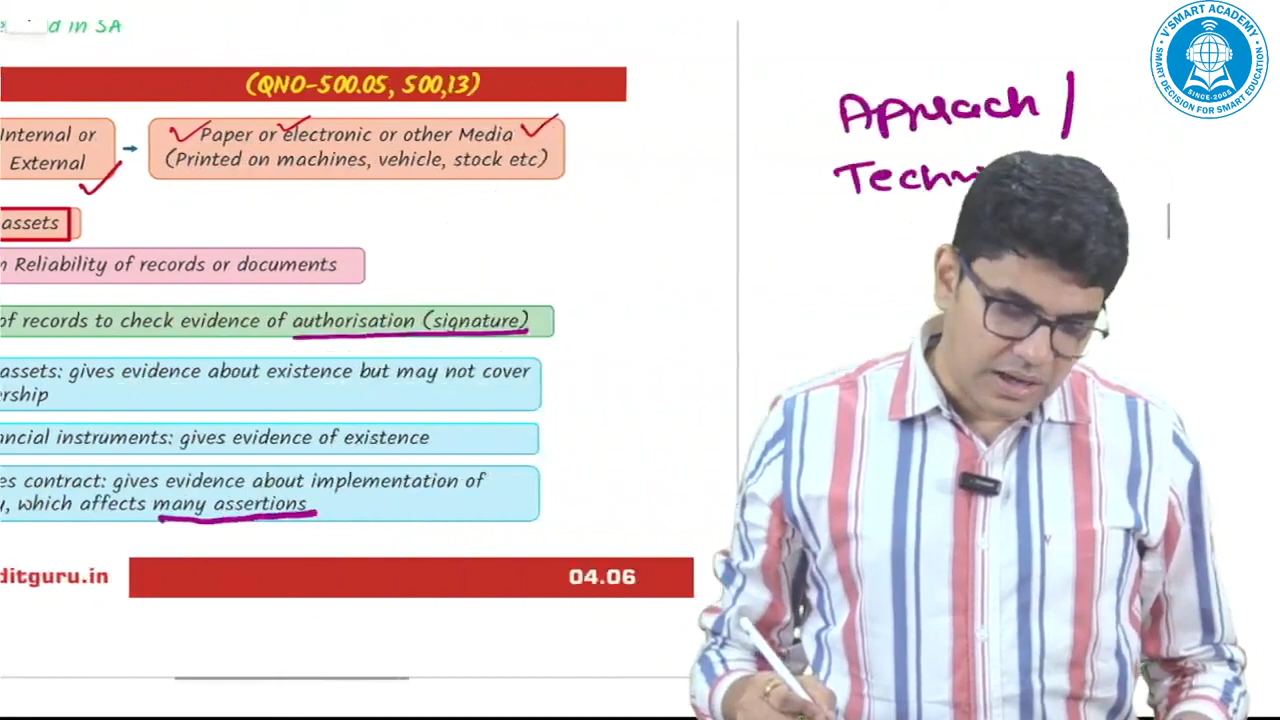 d in SA
(QNO-500.05, 500,13)
Internal or
External
Paper or electronic or other Media
(Printed on machines, vehicle, stock etc)
assets
Reliability of records or documents
of records to check evidence of authorisation (signature)
assets: gives evidence about existence but may not cover
ership
ancial instruments: gives evidence of existence
es contract: gives evidence about implementation of
y, which affects many assertions
ditguru.in
04.06
Approach /
Techni
V'SMART ACADEMY
SINCE-2005
SMART DECISION FOR SMART EDUCATION